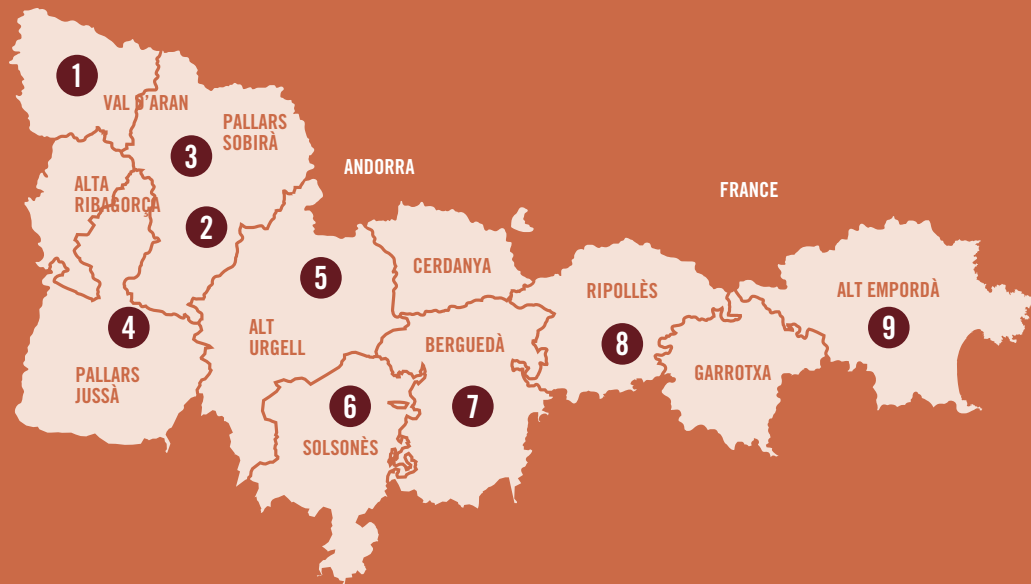 1
VAL D'ARAN
PALLARS
SOBIRÀ
3
ANDORRA
FRANCE
ALTA
RIBAGORÇA
2
5
CERDANYA
RIPOLLÈS
ALT EMPORDÀ
4
ALT
URGELL
BERGUEDÀ
8
9
PALLARS
JUSSÀ
GARROTXA
6
7
SOLSONÈS